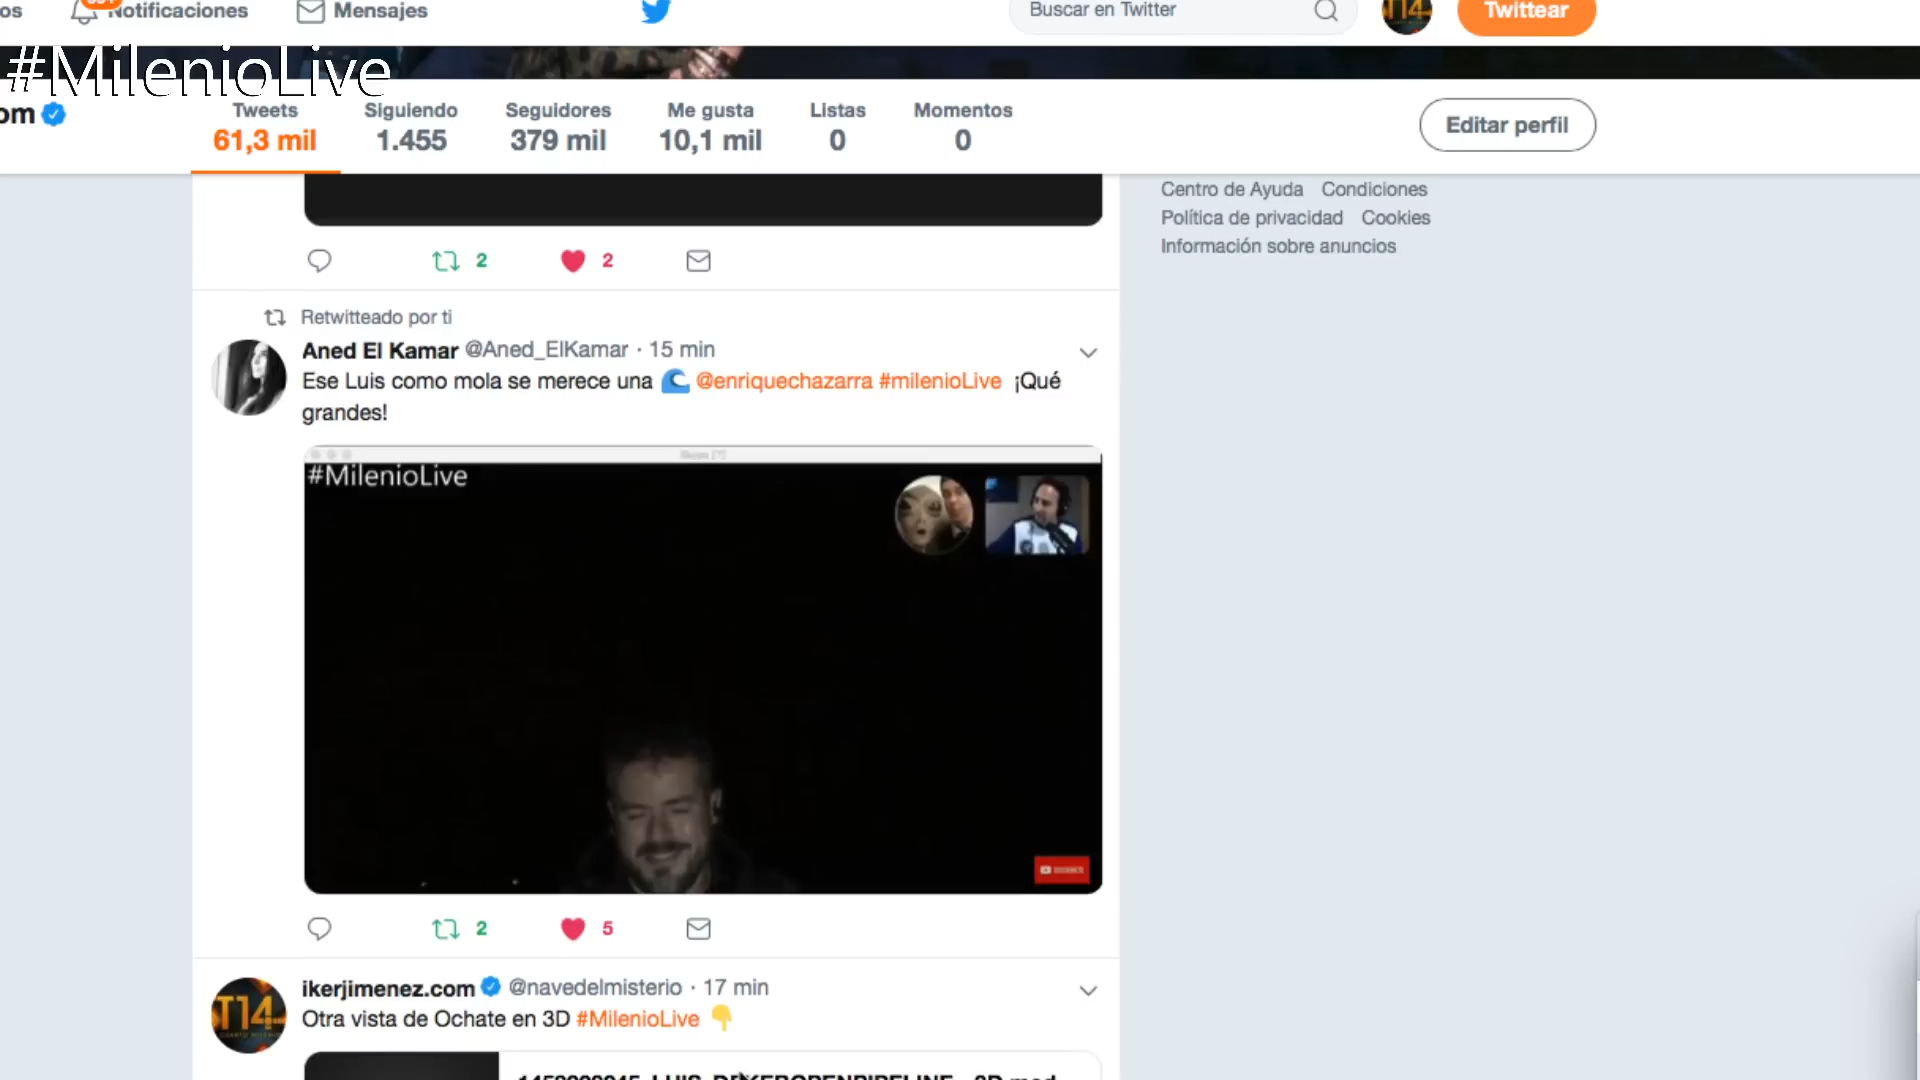 os Notificaciones Mensajes Buscar en Twitter T14 Twittear
#MilenioLive
om Tweets Siguiendo Seguidores Me gusta Listas Momentos
61,3 mil 1.455 379 mil 10,1 mil 0 0 Editar perfil
Centro de Ayuda Condiciones
Política de privacidad Cookies
Información sobre anuncios
2 2
Retwitteado por ti
Aned El Kamar @Aned_ElKamar · 15 min
Ese Luis como mola se merece una 🌊 @enriquechazarra #milenioLive ¡Qué
grandes!
#MilenioLive
2 5
ikerjimenez.com @navedelmisterio · 17 min
T14
Otra vista de Ochate en 3D #MilenioLive 👇